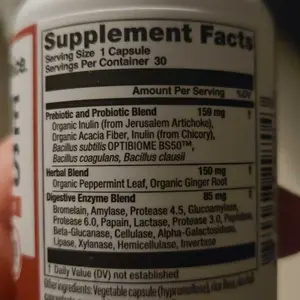 Supplement Facts
Serving Size 1 Capsule
Servings Per Container 30
Amount Per Serving %DV
Prebiotic and Probiotic Blend 159 mg †
Organic Inulin (from Jerusalem Artichoke),
Organic Acacia Fiber, Inulin (from Chicory),
Bacillus subtilis OPTIBIOME BS50™,
Bacillus coagulans, Bacillus clausii
Herbal Blend 150 mg †
Organic Peppermint Leaf, Organic Ginger Root
Digestive Enzyme Blend 85 mg †
Bromelain, Amylase, Protease 4.5, Glucoamylase,
Protease 6.0, Papain, Lactase, Protease 3.0, Peptidase,
Beta-Glucanase, Cellulase, Alpha-Galactosidase,
Lipase, Xylanase, Hemicellulase, Invertase
† Daily Value (DV) not established
Other ingredients: Vegetable capsule (hypromellose), rice